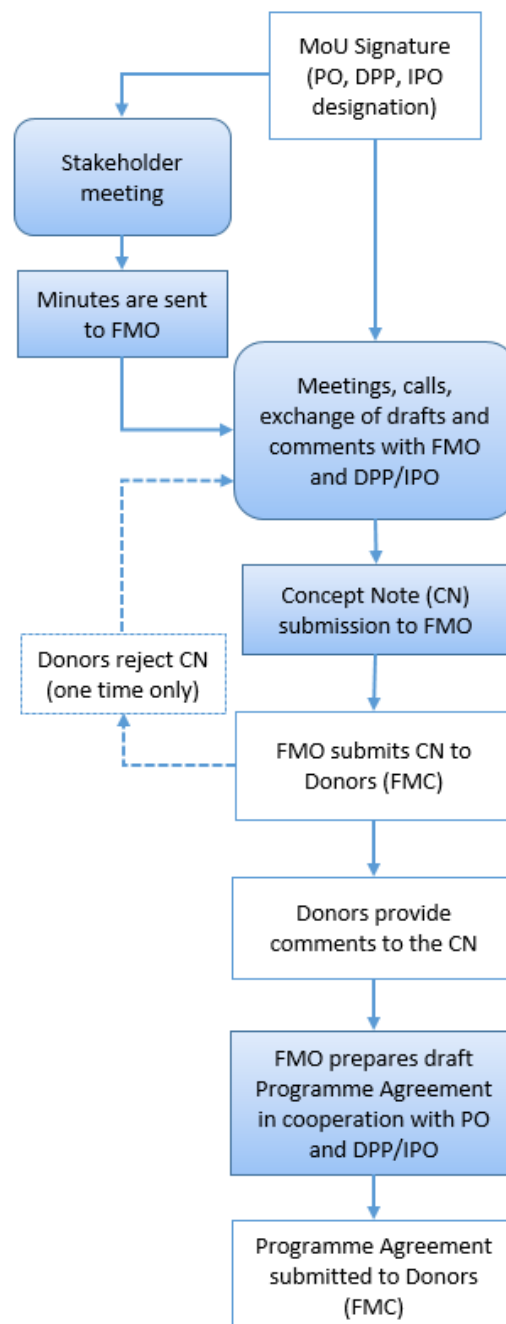 MoU Signature
(PO, DPP, IPO
designation)
Stakeholder
meeting
Minutes are sent
to FMO
Meetings, calls,
exchange of drafts and
comments with FMO
and DPP/IPO
Concept Note (CN)
submission to FMO
Donors reject CN
(one time only)
FMO submits CN to
Donors (FMC)
Donors provide
comments to the CN
FMO prepares draft
Programme Agreement
in cooperation with PO
and DPP/IPO
Programme Agreement
submitted to Donors
(FMC)